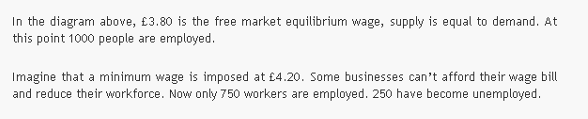 In the diagram above, £3.80 is the free market equilibrium wage, supply is equal to demand. At
this point 1000 people are employed.
Imagine that a minimum wage is imposed at £4.20. Some businesses can't afford their wage bill
and reduce their workforce. Now only 750 workers are employed. 250 have become unemployed.